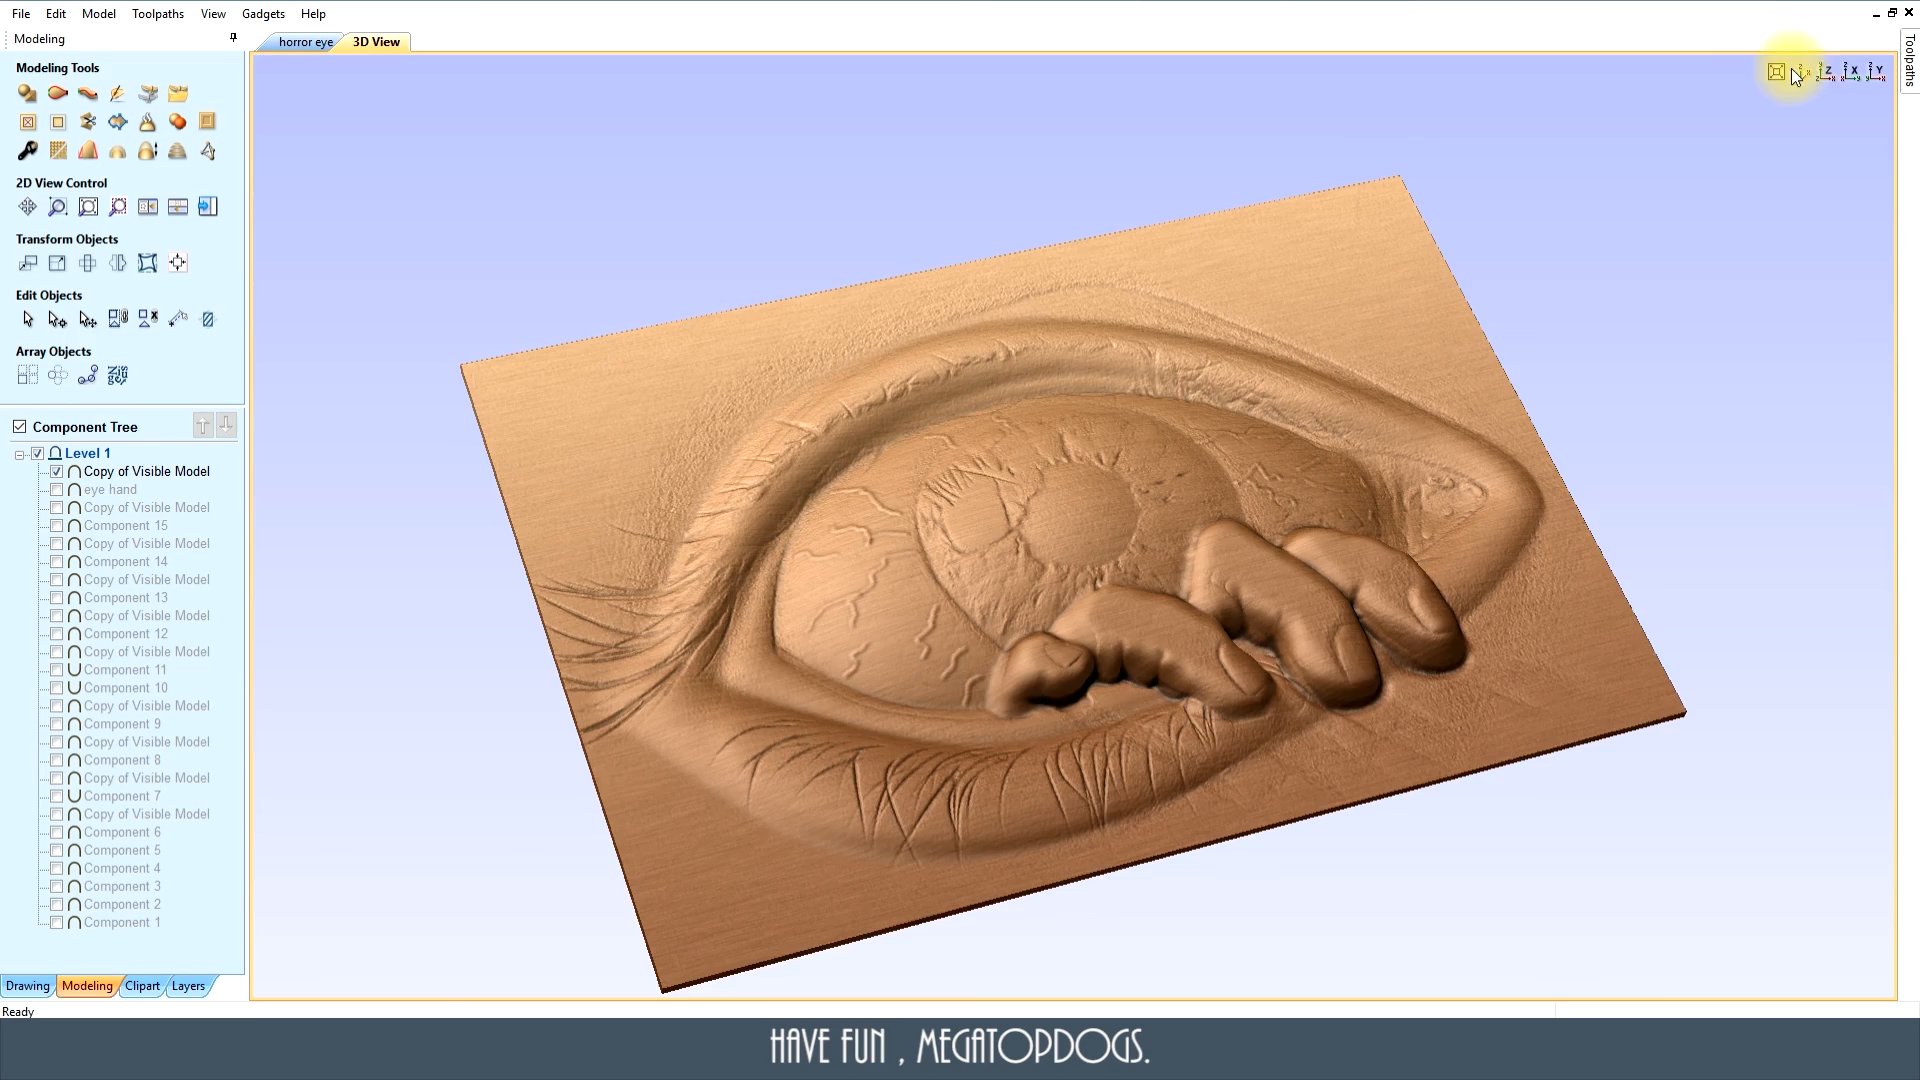 File Edit Model Toolpaths View Gadgets Help
Modeling
horror eye 3D View
Toolpaths
Modeling Tools
Z X Y
2D View Control
Transform Objects
Edit Objects
Array Objects
Component Tree
Level 1
Copy of Visible Model
eye hand
Copy of Visible Model
Component 15
Copy of Visible Model
Component 14
Copy of Visible Model
Component 13
Copy of Visible Model
Component 12
Copy of Visible Model
Component 11
Component 10
Copy of Visible Model
Component 9
Copy of Visible Model
Component 8
Copy of Visible Model
Component 7
Copy of Visible Model
Component 6
Component 5
Component 4
Component 3
Component 2
Component 1
Drawing Modeling Clipart Layers
Ready
HAVE FUN , MEGATOPDOGS.